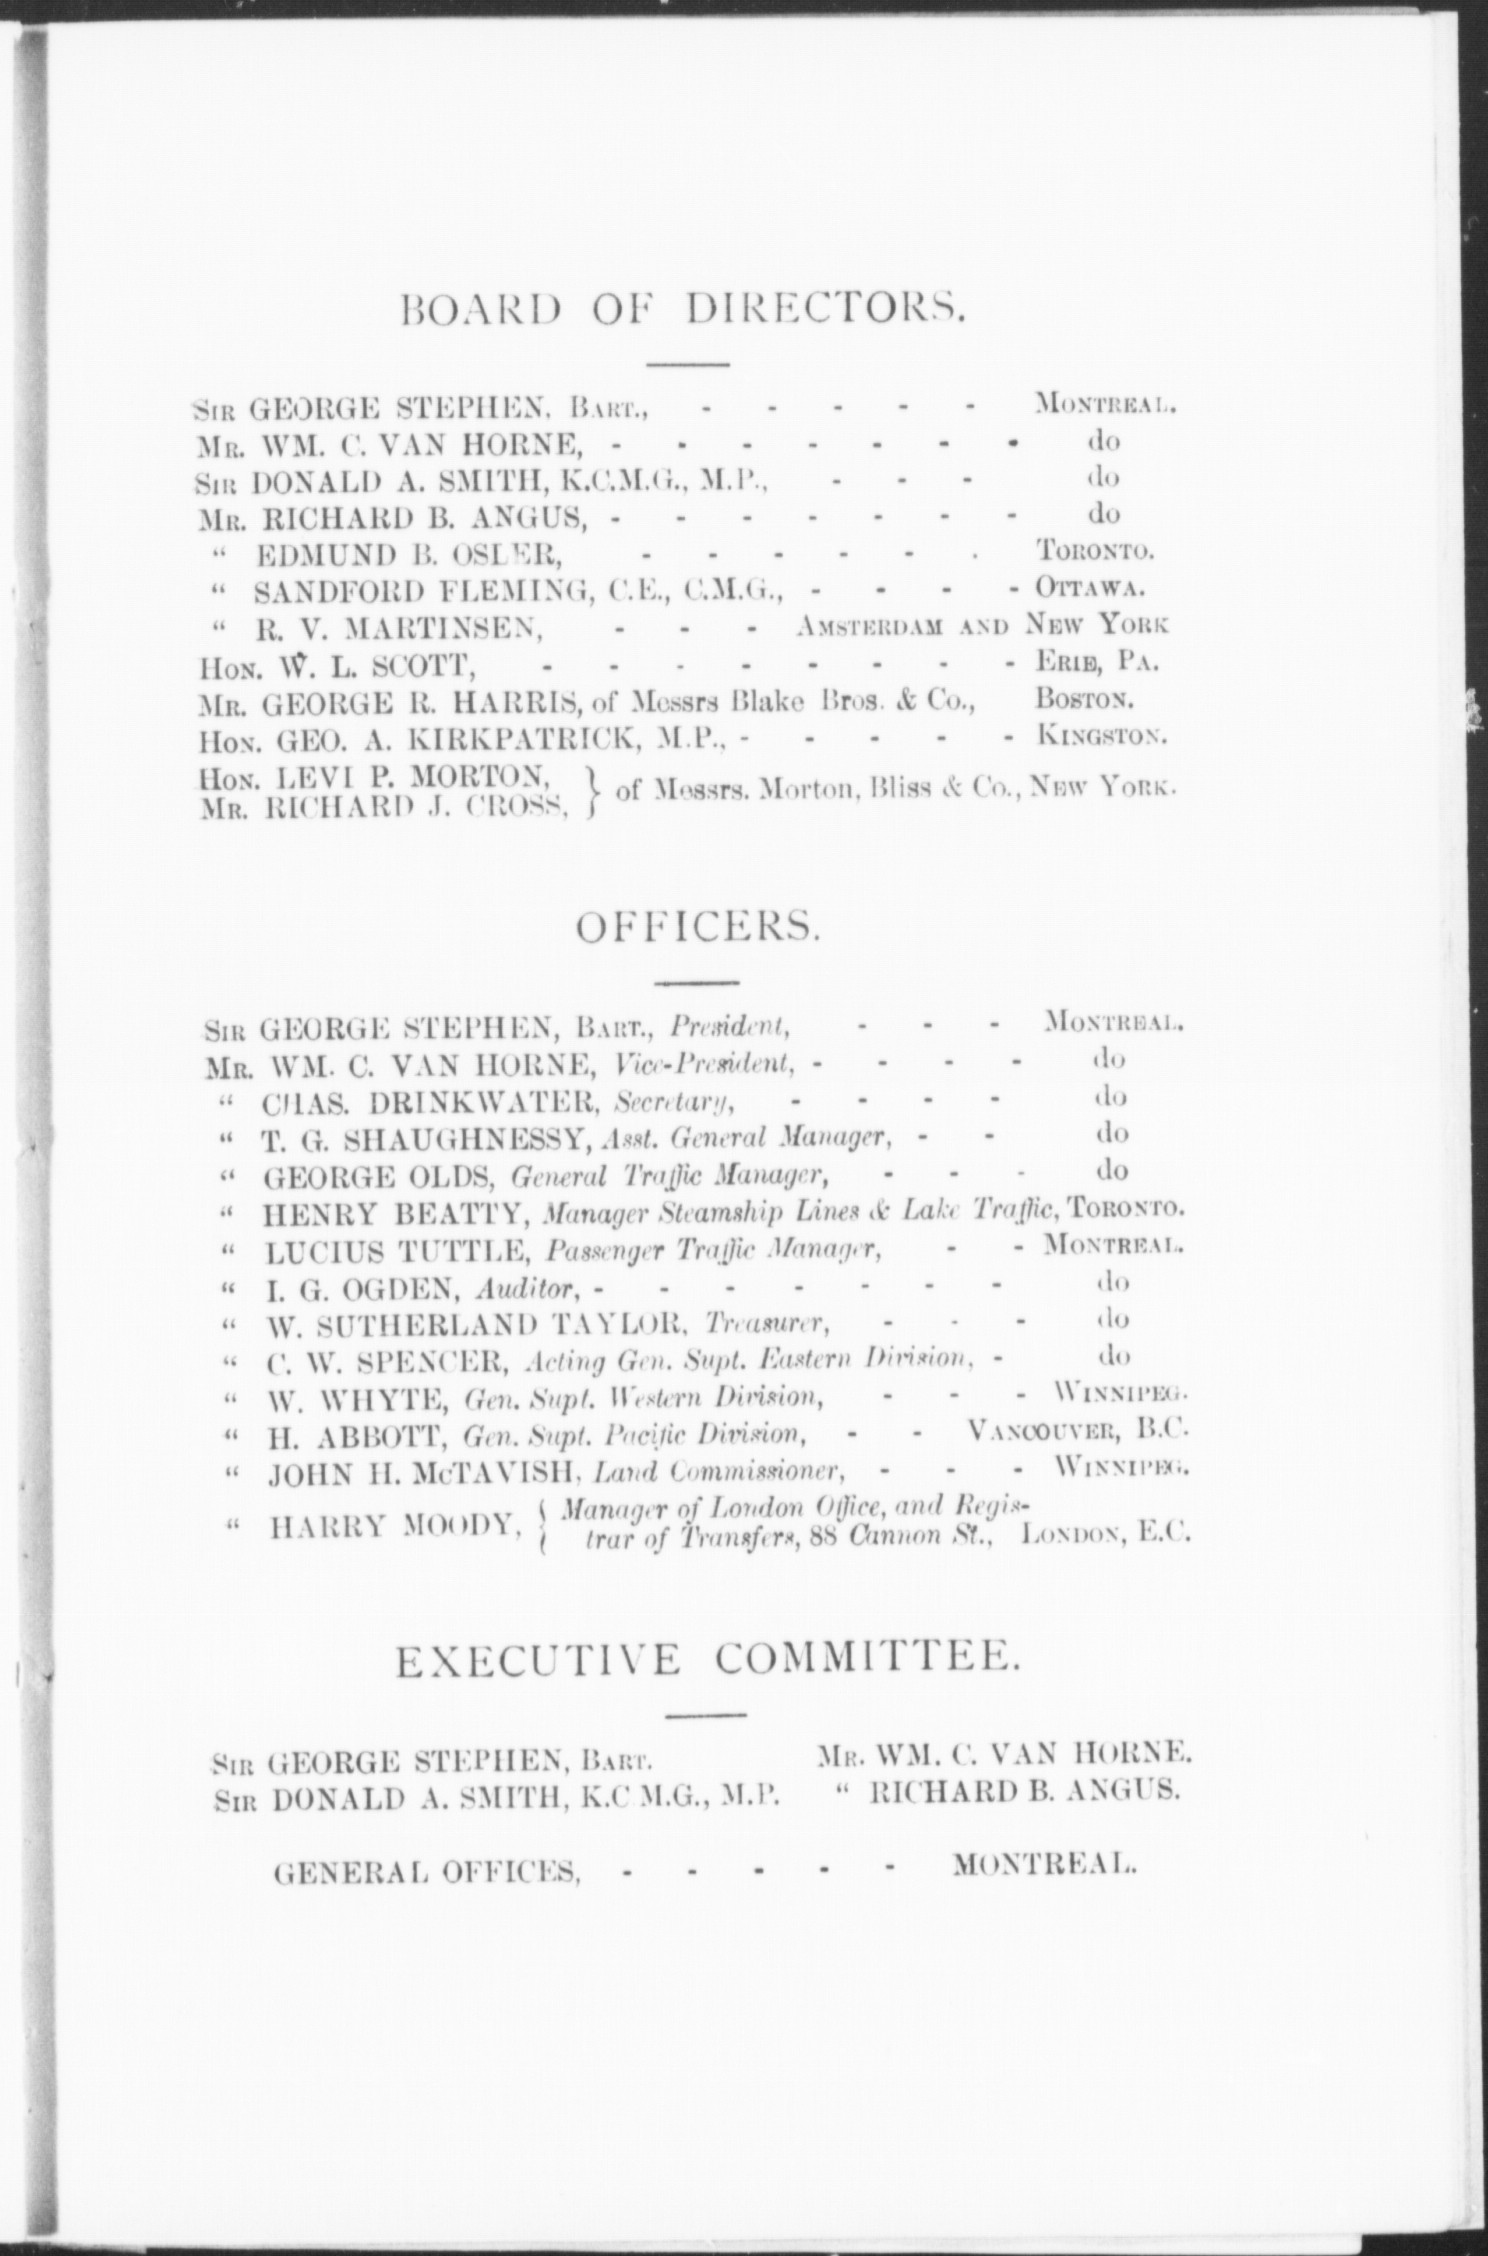 BOARD OF DIRECTORS.
SIR GEORGE STEPHEN, BART., - - - - - MONTREAL.
MR. WM. C. VAN HORNE, - - - - - - - do
SIR DONALD A. SMITH, K.C.M.G., M.P., - - - do
MR. RICHARD B. ANGUS, - - - - - - - do
" EDMUND B. OSLER, - - - - - - TORONTO.
" SANDFORD FLEMING, C.E., C.M.G., - - - - OTTAWA.
" R. V. MARTINSEN, - - - AMSTERDAM AND NEW YORK
HON. W. L. SCOTT, - - - - - - - - ERIE, PA.
MR. GEORGE R. HARRIS, of Messrs Blake Bros. & Co., BOSTON.
HON. GEO. A. KIRKPATRICK, M.P., - - - - - KINGSTON.
HON. LEVI P. MORTON,
MR. RICHARD J. CROSS, } of Messrs. Morton, Bliss & Co., NEW YORK.
OFFICERS.
SIR GEORGE STEPHEN, BART., President, - - - MONTREAL.
MR. WM. C. VAN HORNE, Vice-President, - - - - do
" CHAS. DRINKWATER, Secretary, - - - - do
" T. G. SHAUGHNESSY, Asst. General Manager, - - do
" GEORGE OLDS, General Traffic Manager, - - - do
" HENRY BEATTY, Manager Steamship Lines & Lake Traffic, TORONTO.
" LUCIUS TUTTLE, Passenger Traffic Manager, - - MONTREAL.
" I. G. OGDEN, Auditor, - - - - - - - do
" W. SUTHERLAND TAYLOR, Treasurer, - - - do
" C. W. SPENCER, Acting Gen. Supt. Eastern Division, - do
" W. WHYTE, Gen. Supt. Western Division, - - - WINNIPEG.
" H. ABBOTT, Gen. Supt. Pacific Division, - - VANCOUVER, B.C.
" JOHN H. McTAVISH, Land Commissioner, - - - WINNIPEG.
" HARRY MOODY, { Manager of London Office, and Regis-
trar of Transfers, 88 Cannon St., LONDON, E.C.
EXECUTIVE COMMITTEE.
SIR GEORGE STEPHEN, BART. MR. WM. C. VAN HORNE.
SIR DONALD A. SMITH, K.C M.G., M.P. " RICHARD B. ANGUS.
GENERAL OFFICES, - - - - - MONTREAL.